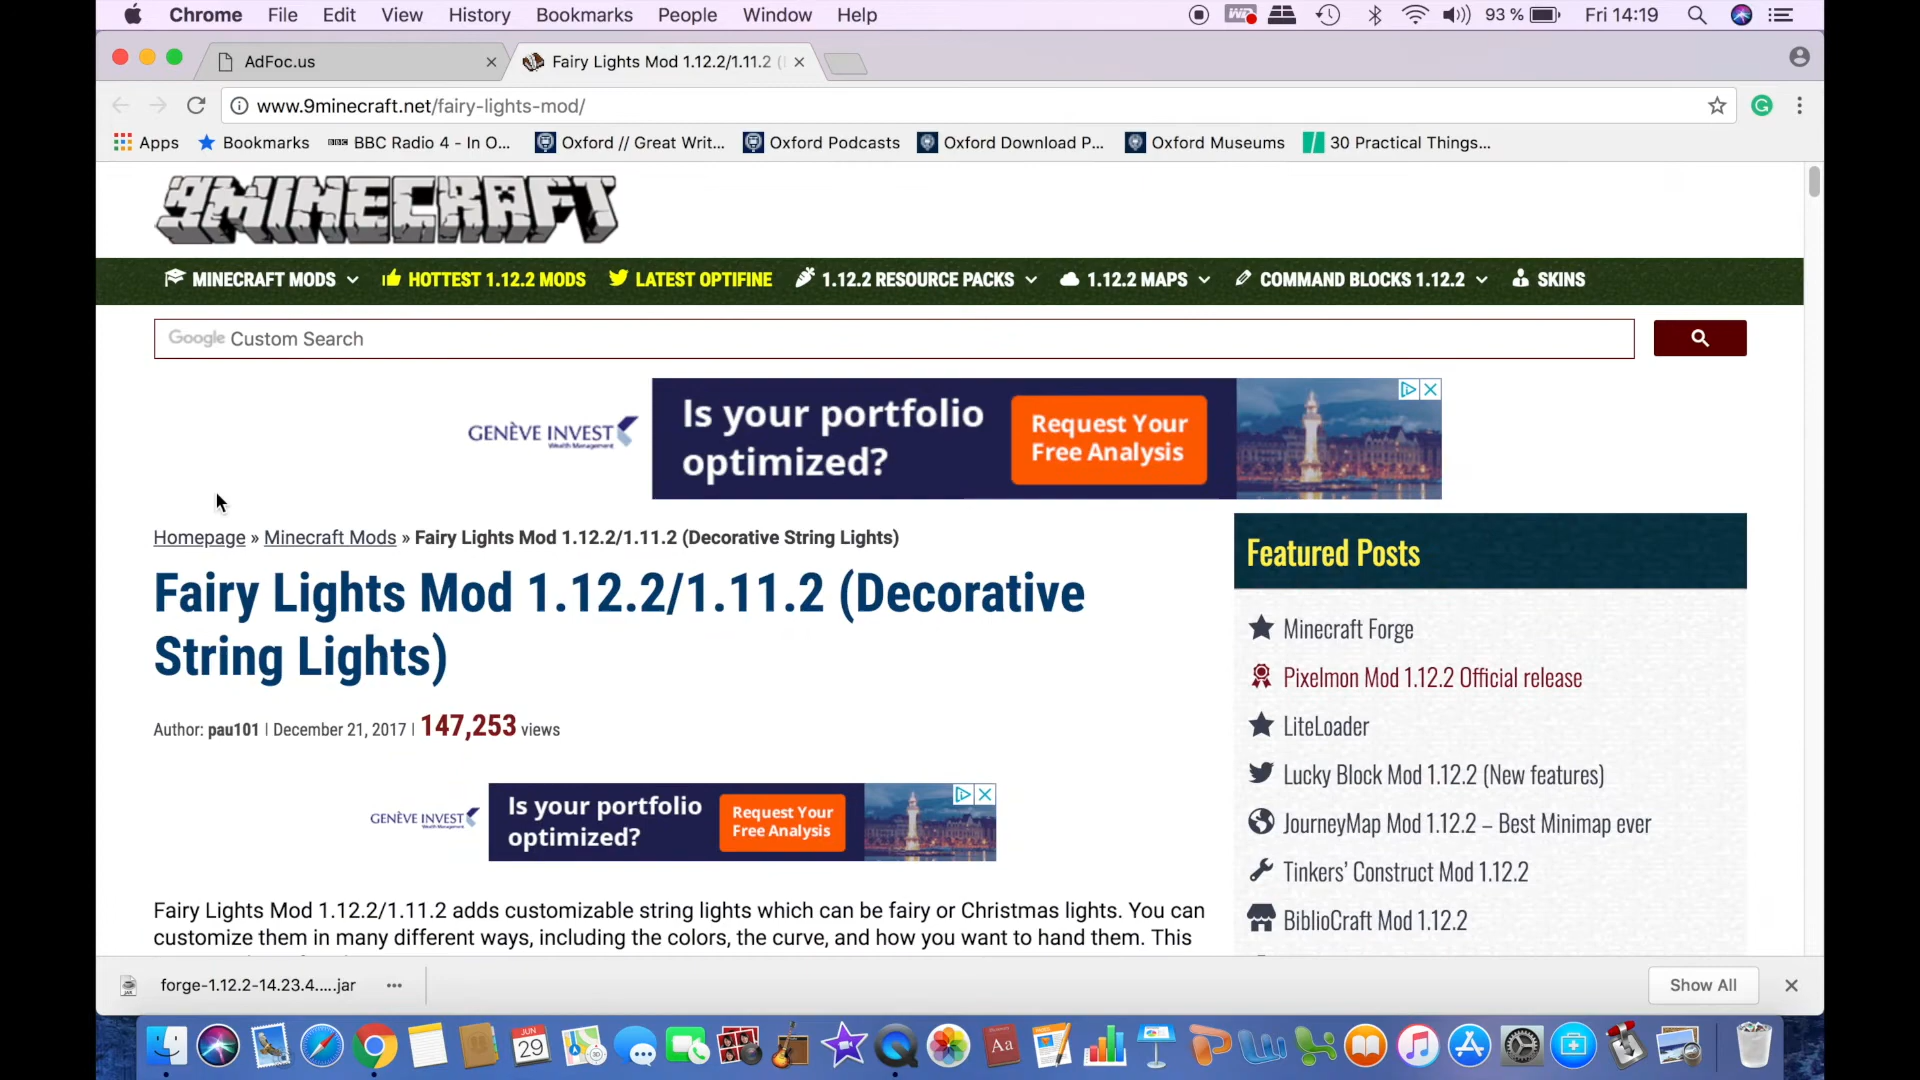 Chrome File Edit View History Bookmarks People Window Help 93 % Fri 14:19
AdFoc.us Fairy Lights Mod 1.12.2/1.11.2 (
www.9minecraft.net/fairy-lights-mod/
Apps Bookmarks BBC Radio 4 - In O... Oxford // Great Writ... Oxford Podcasts Oxford Download P... Oxford Museums 30 Practical Things...
9MINECRAFT
MINECRAFT MODS HOTTEST 1.12.2 MODS LATEST OPTIFINE 1.12.2 RESOURCE PACKS 1.12.2 MAPS COMMAND BLOCKS 1.12.2 SKINS
Google Custom Search
GENÈVE INVEST
Wealth Management
Is your portfolio
optimized?
Request Your
Free Analysis
Homepage » Minecraft Mods » Fairy Lights Mod 1.12.2/1.11.2 (Decorative String Lights)
Fairy Lights Mod 1.12.2/1.11.2 (Decorative
String Lights)
Author: pau101 | December 21, 2017 | 147,253 views
GENÈVE INVEST
Is your portfolio
optimized?
Request Your
Free Analysis
Fairy Lights Mod 1.12.2/1.11.2 adds customizable string lights which can be fairy or Christmas lights. You can
customize them in many different ways, including the colors, the curve, and how you want to hand them. This
Featured Posts
Minecraft Forge
Pixelmon Mod 1.12.2 Official release
LiteLoader
Lucky Block Mod 1.12.2 (New features)
JourneyMap Mod 1.12.2 – Best Minimap ever
Tinkers' Construct Mod 1.12.2
BiblioCraft Mod 1.12.2
forge-1.12.2-14.23.4.....jar
Show All
JUN
29
Aa